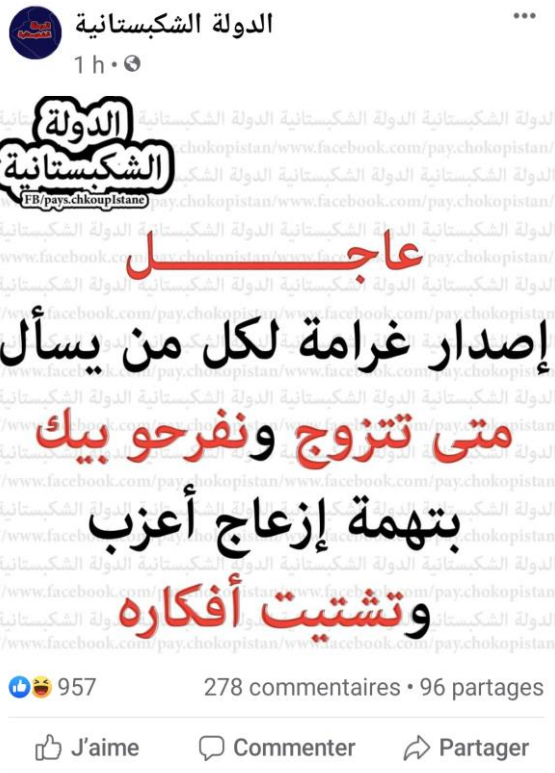 الدولة الشكبستانية
1 h
الدولة
الشكبستانية
FB/pays.chkoupIstane
عاجـــــــــــل
إصدار غرامة لكل من يسأل
متى تتزوج ونفرحو بيك
بتهمة إزعاج أعزب
وتشتيت أفكاره
957
278 commentaires • 96 partages
J'aime
Commenter
Partager